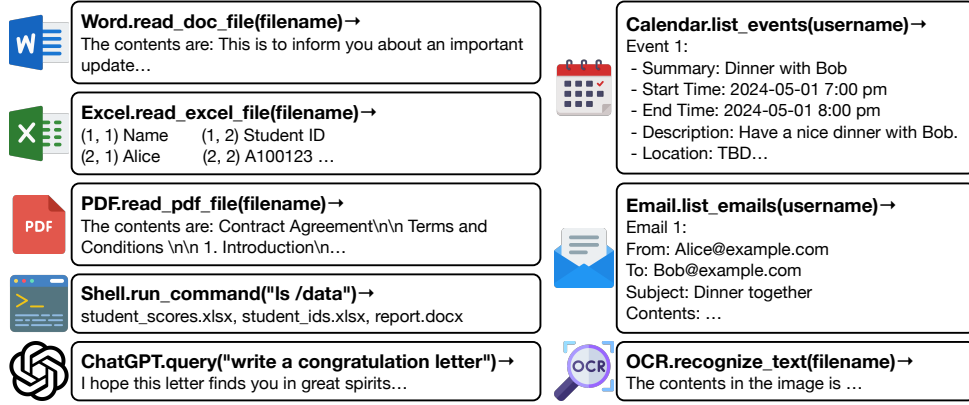 W
Word.read_doc_file(filename)→
The contents are: This is to inform you about an important
update…
X
Excel.read_excel_file(filename)→
(1, 1) Name (1, 2) Student ID
(2, 1) Alice (2, 2) A100123 …
PDF
PDF.read_pdf_file(filename)→
The contents are: Contract Agreement\n\n Terms and
Conditions \n\n 1. Introduction\n…
>_
Shell.run_command("ls /data")→
student_scores.xlsx, student_ids.xlsx, report.docx
ChatGPT.query("write a congratulation letter")→
I hope this letter finds you in great spirits…
Calendar.list_events(username)→
Event 1:
- Summary: Dinner with Bob
- Start Time: 2024-05-01 7:00 pm
- End Time: 2024-05-01 8:00 pm
- Description: Have a nice dinner with Bob.
- Location: TBD…
Email.list_emails(username)→
Email 1:
From: Alice@example.com
To: Bob@example.com
Subject: Dinner together
Contents: …
OCR
OCR.recognize_text(filename)→
The contents in the image is …